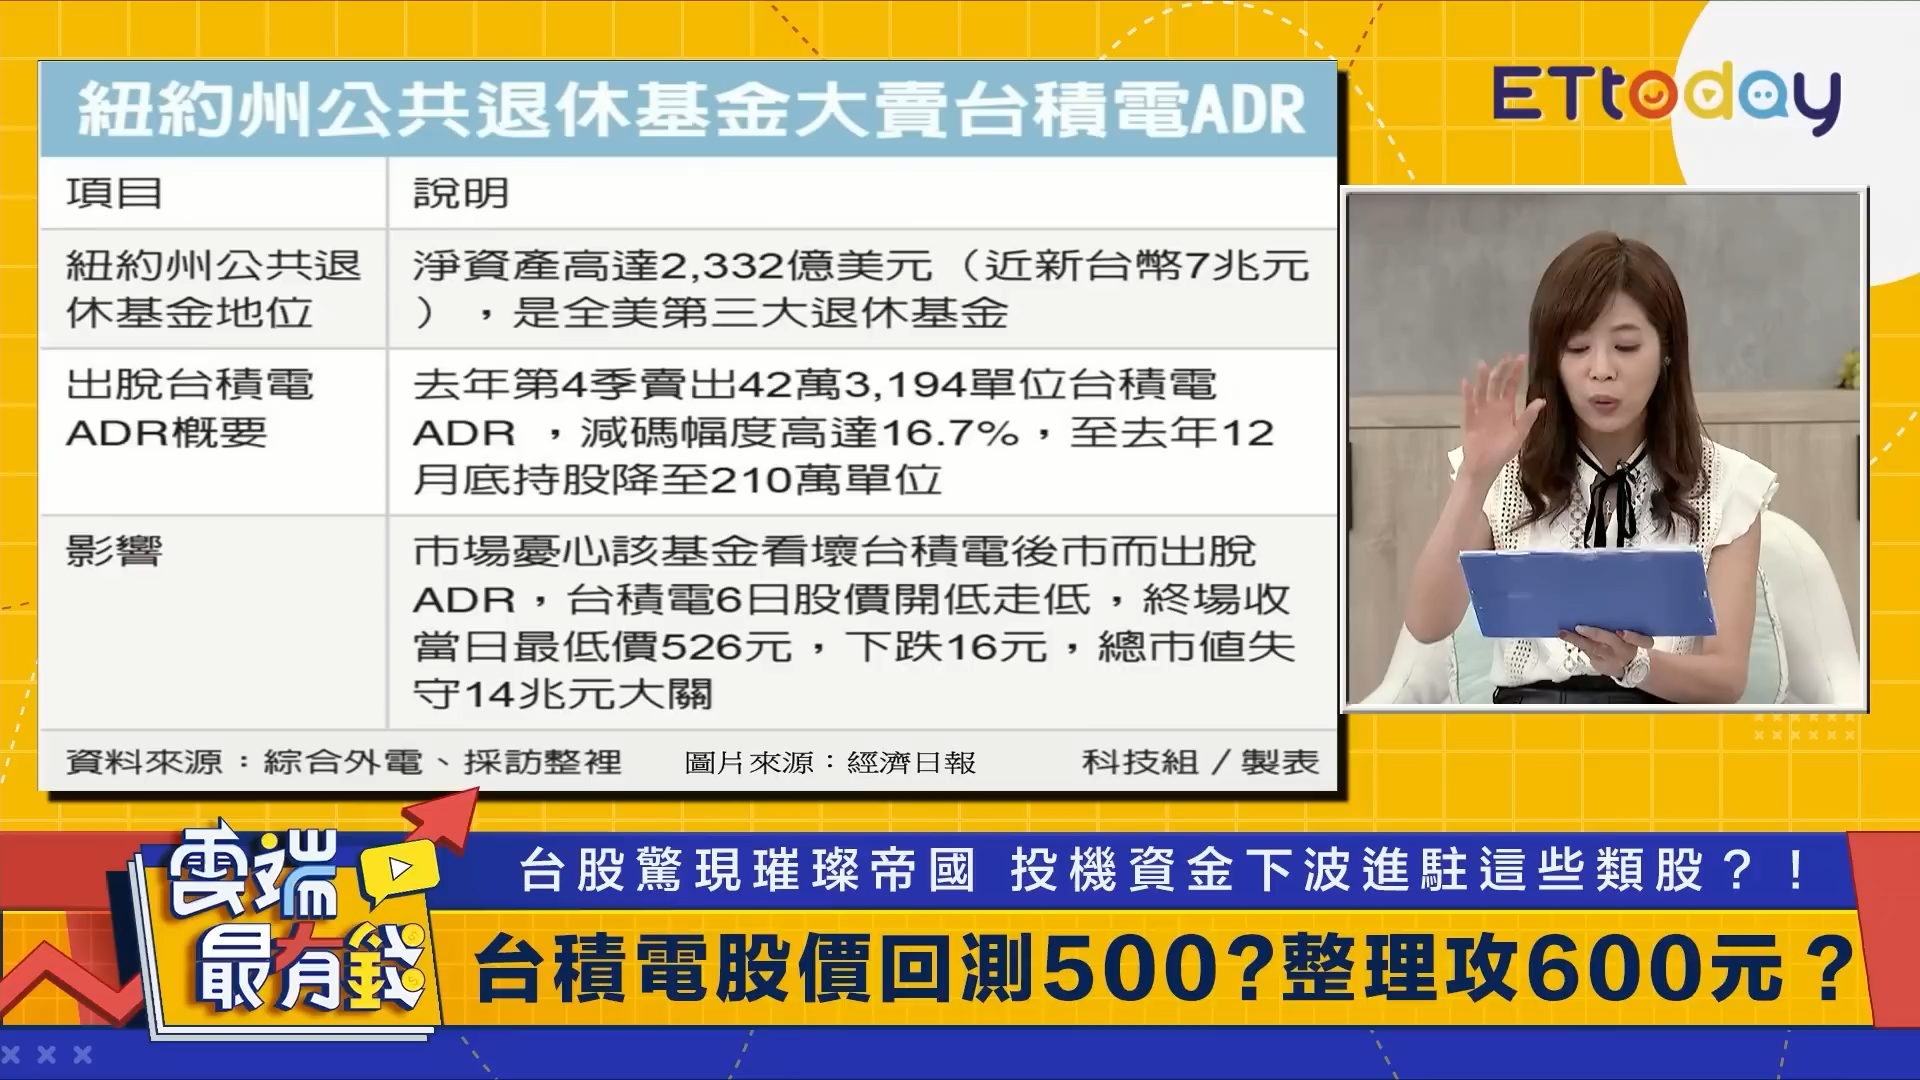 紐約州公共退休基金大賣台積電ADR
ETtoday
項目 說明
紐約州公共退 淨資產高達2,332億美元（近新台幣7兆元
休基金地位 ），是全美第三大退休基金
出脫台積電 去年第4季賣出42萬3,194單位台積電
ADR概要 ADR，減碼幅度高達16.7%，至去年12
月底持股降至210萬單位
影響 市場憂心該基金看壞台積電後市而出脫
ADR，台積電6日股價開低走低，終場收
當日最低價526元，下跌16元，總市值失
守14兆元大關
資料來源：綜合外電、採訪整裡 圖片來源：經濟日報 科技組／製表
雲端
最有錢
台股驚現璀璨帝國 投機資金下波進駐這些類股？！
台積電股價回測500?整理攻600元？